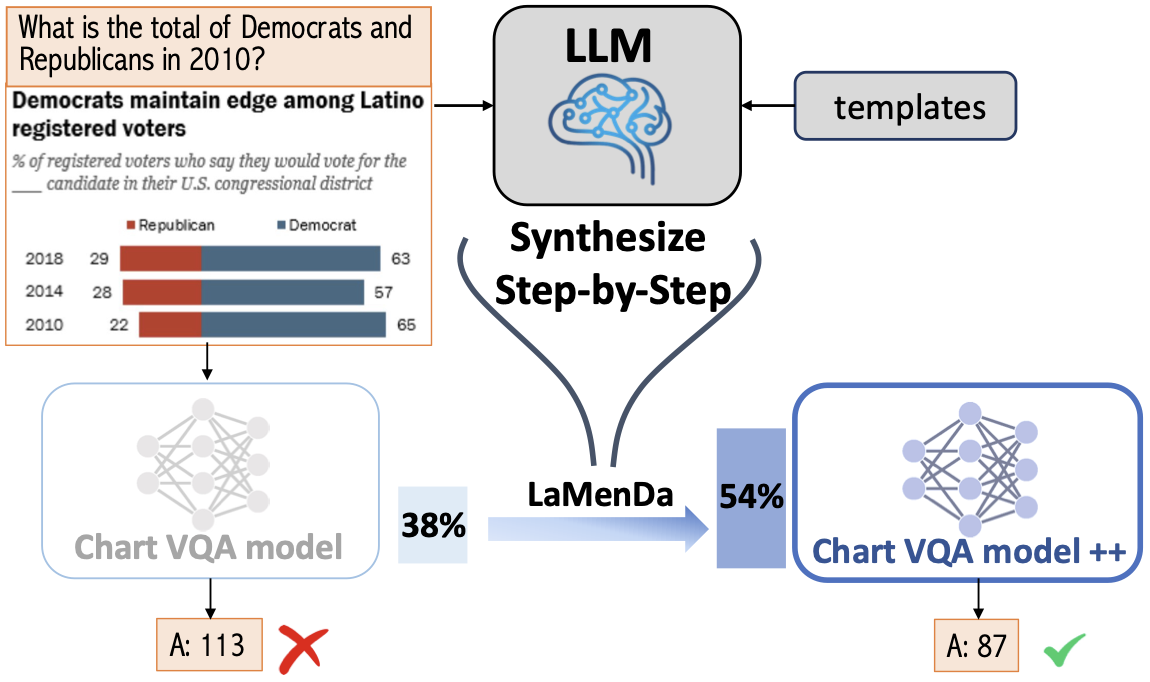 What is the total of Democrats and
Republicans in 2010?
Democrats maintain edge among Latino
registered voters
% of registered voters who say they would vote for the
___ candidate in their U.S. congressional district
Republican Democrat
2018 29 63
2014 28 57
2010 22 65
LLM
templates
Synthesize
Step-by-Step
Chart VQA model
38%
LaMenDa
54%
Chart VQA model ++
A: 113
A: 87